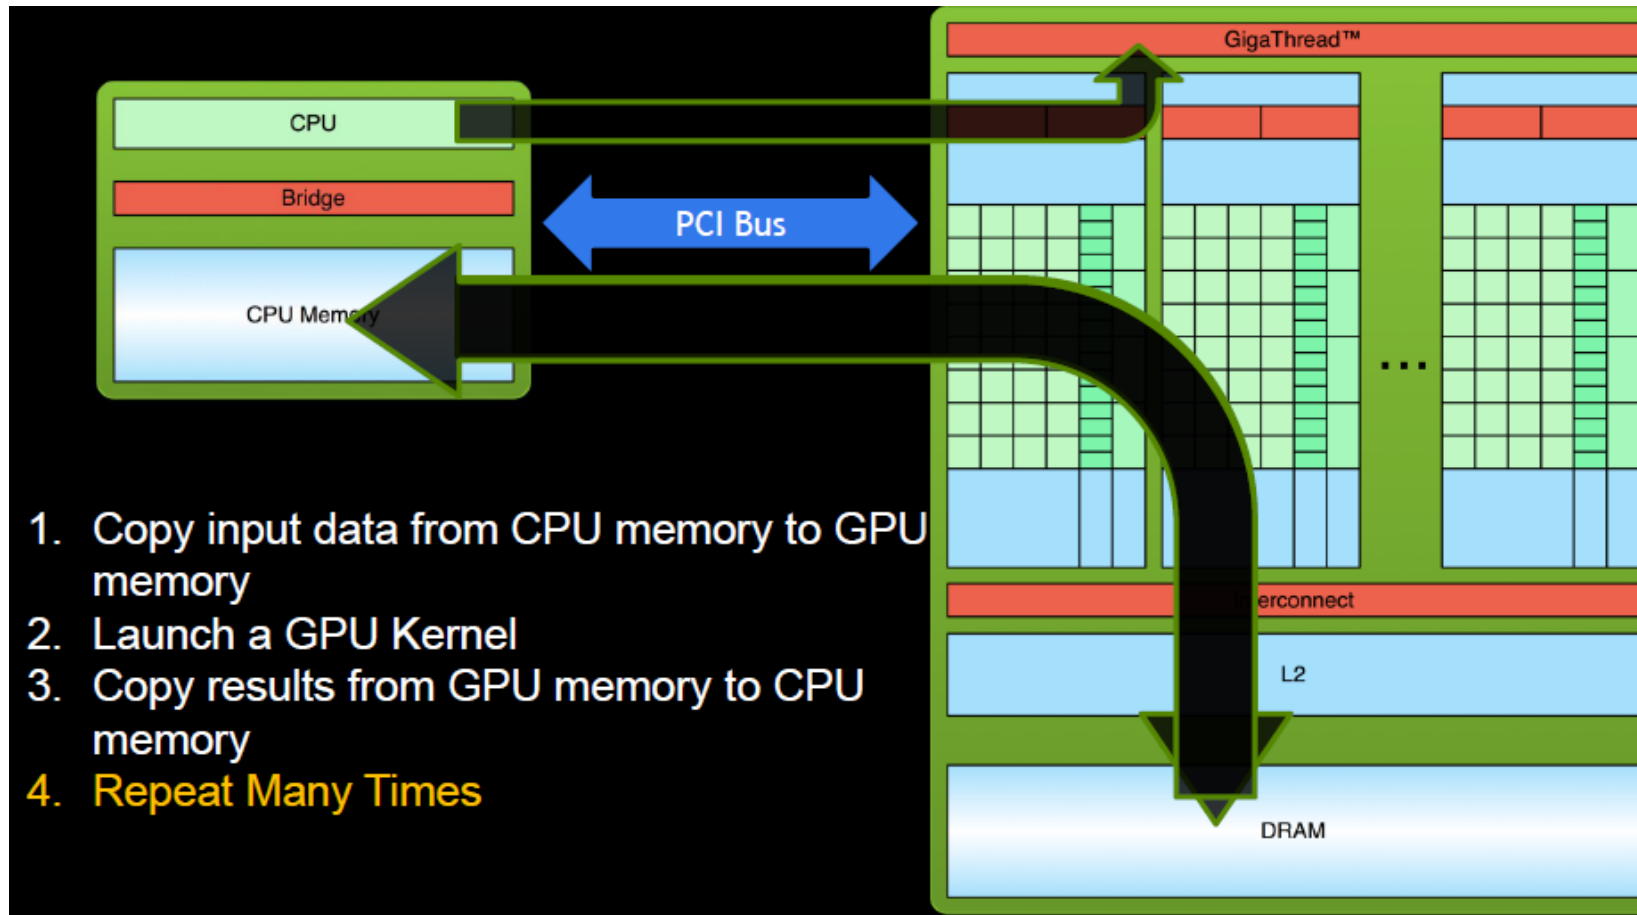 GigaThread™
CPU
Bridge
PCI Bus
CPU Memory
...
1. Copy input data from CPU memory to GPU
memory
2. Launch a GPU Kernel
3. Copy results from GPU memory to CPU
memory
4. Repeat Many Times
Interconnect
L2
DRAM